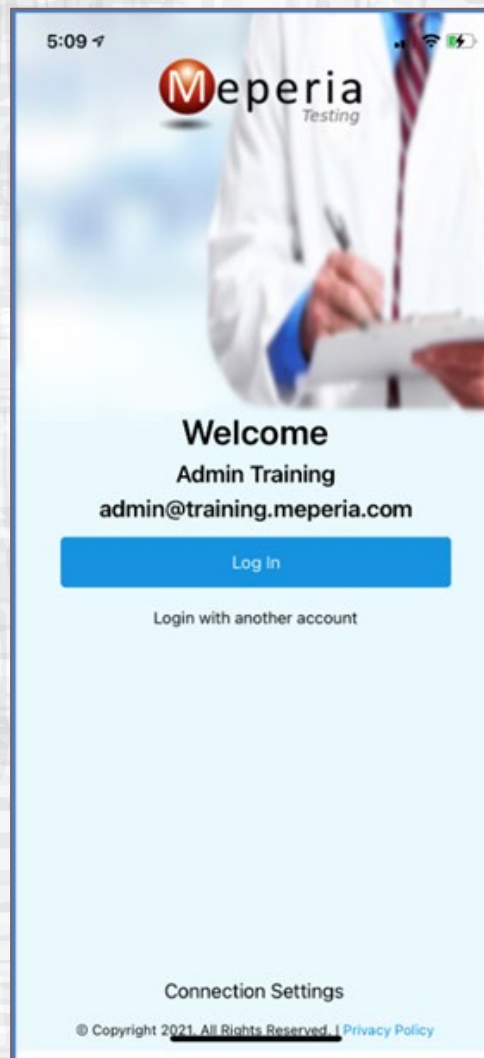 5:09
Meperia
Testing
Welcome
Admin Training
admin@training.meperia.com
Log In
Login with another account
Connection Settings
© Copyright 2021. All Rights Reserved. | Privacy Policy